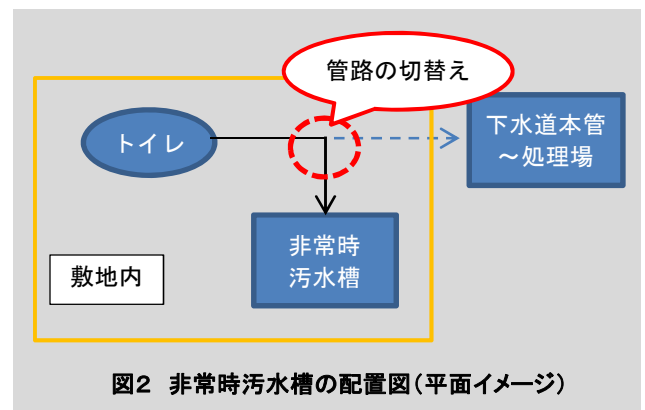 管路の切替え
トイレ
下水道本管
～処理場
非常時
汚水槽
敷地内
図２ 非常時汚水槽の配置図（平面イメージ）